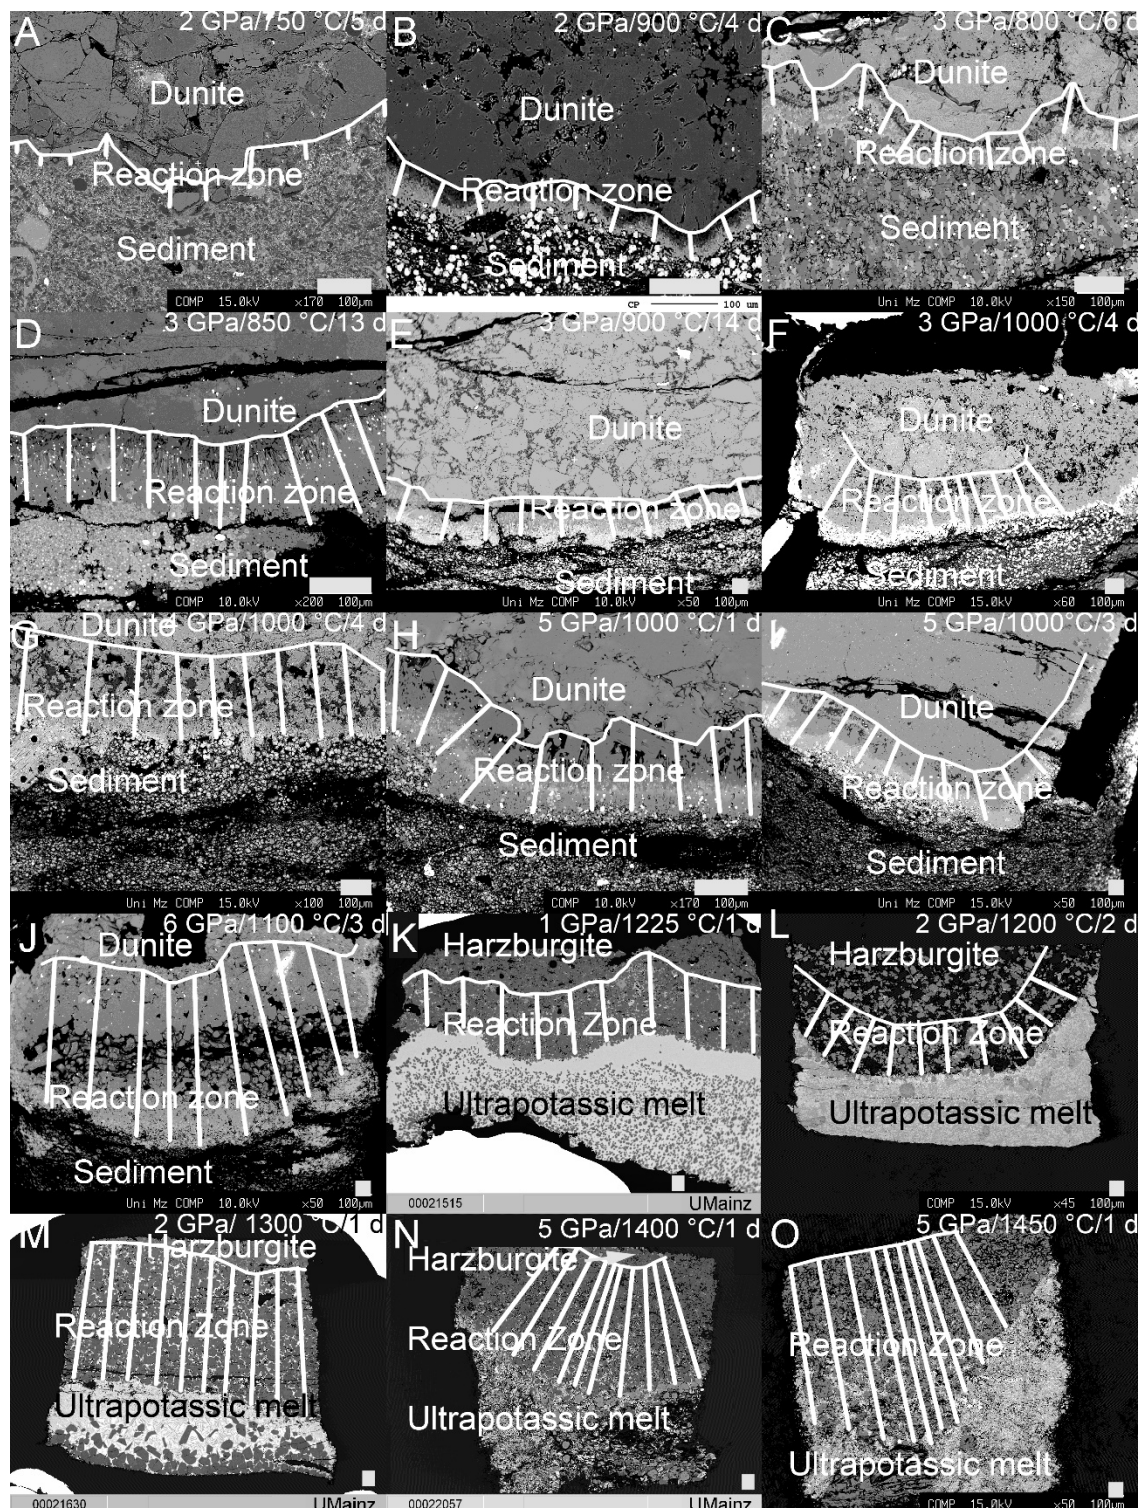 A
2 GPa/750 °C/5 d
Dunite
Reaction zone
Sediment
COMP 15.0kV ×170 100µm
B
2 GPa/900 °C/4 d
Dunite
Reaction zone
Sediment
CP 100 um
C
3 GPa/800 °C/6 d
Dunite
Reaction zone
Sediment
Uni Mz COMP 10.0kV ×150 100µm
D
3 GPa/850 °C/13 d
Dunite
Reaction zone
Sediment
COMP 10.0kV ×200 100µm
E
3 GPa/900 °C/14 d
Dunite
Reaction zone
Sediment
Uni Mz COMP 10.0kV ×50 100µm
F
3 GPa/1000 °C/4 d
Dunite
Reaction zone
Sediment
COMP 15.0kV ×60 100µm
G
4 GPa/1000 °C/4 d
Dunite
Reaction zone
Sediment
Uni Mz COMP 15.0kV ×100 100µm
H
5 GPa/1000 °C/1 d
Dunite
Reaction zone
Sediment
COMP 10.0kV ×170 100µm
I
5 GPa/1000 °C/3 d
Dunite
Reaction zone
Sediment
Uni Mz COMP 15.0kV ×50 100µm
J
6 GPa/1100 °C/3 d
Dunite
Reaction zone
Sediment
Uni Mz COMP 10.0kV ×50 100µm
K
1 GPa/1225 °C/1 d
Harzburgite
Reaction Zone
Ultrapotassic melt
00021515 UMainz
L
2 GPa/1200 °C/2 d
Harzburgite
Reaction Zone
Ultrapotassic melt
COMP 15.0kV ×45 100µm
M
2 GPa/ 1300 °C/1 d
Harzburgite
Reaction Zone
Ultrapotassic melt
00021630 UMainz
N
5 GPa/1400 °C/1 d
Harzburgite
Reaction Zone
Ultrapotassic melt
00022057 UMainz
O
5 GPa/1450 °C/1 d
Reaction Zone
Ultrapotassic melt
COMP 15.0kV ×50 100µm